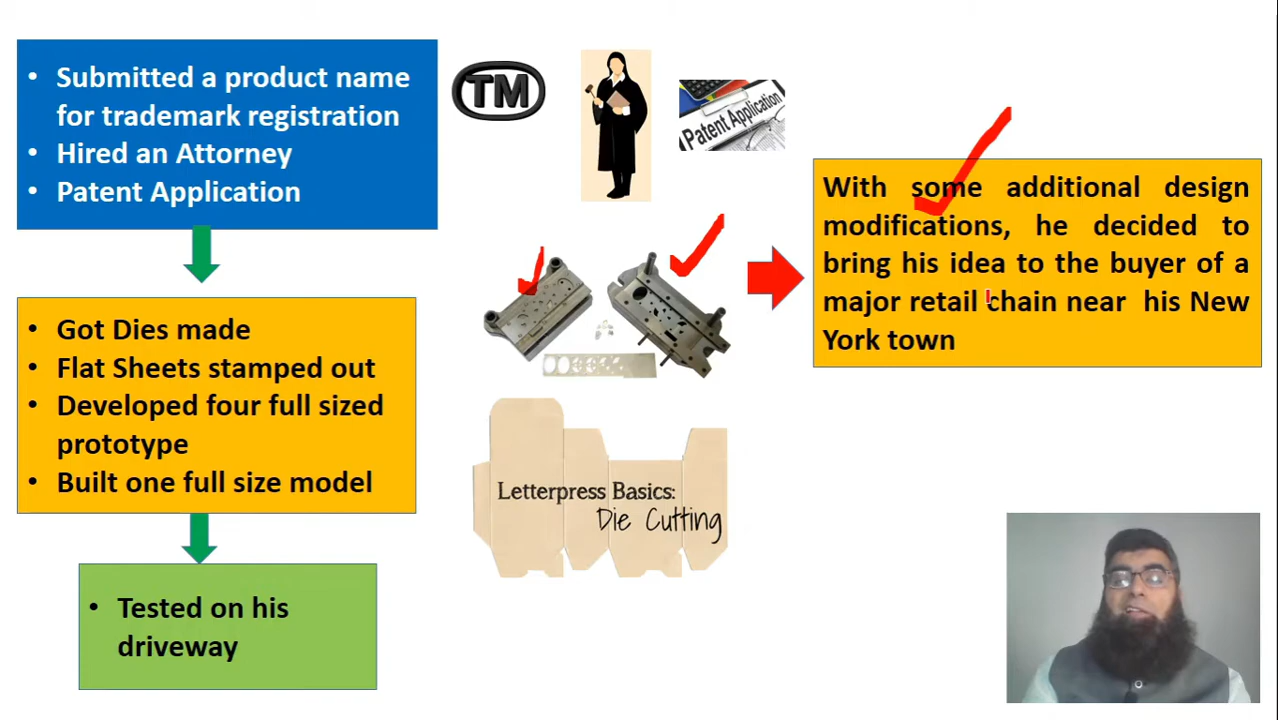 • Submitted a product name
for trademark registration
• Hired an Attorney
• Patent Application
TM
Patent Application
With some additional design
modifications, he decided to
bring his idea to the buyer of a
major retail chain near his New
York town
• Got Dies made
• Flat Sheets stamped out
• Developed four full sized
prototype
• Built one full size model
Letterpress Basics:
Die Cutting
• Tested on his
driveway